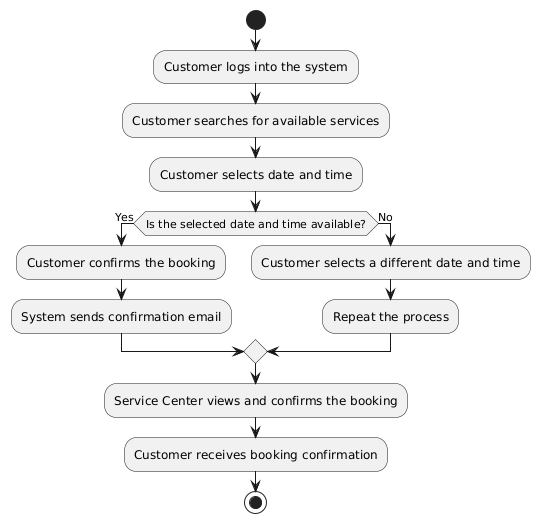 Customer logs into the system
Customer searches for available services
Customer selects date and time
Yes
Is the selected date and time available?
No
Customer confirms the booking
Customer selects a different date and time
System sends confirmation email
Repeat the process
Service Center views and confirms the booking
Customer receives booking confirmation